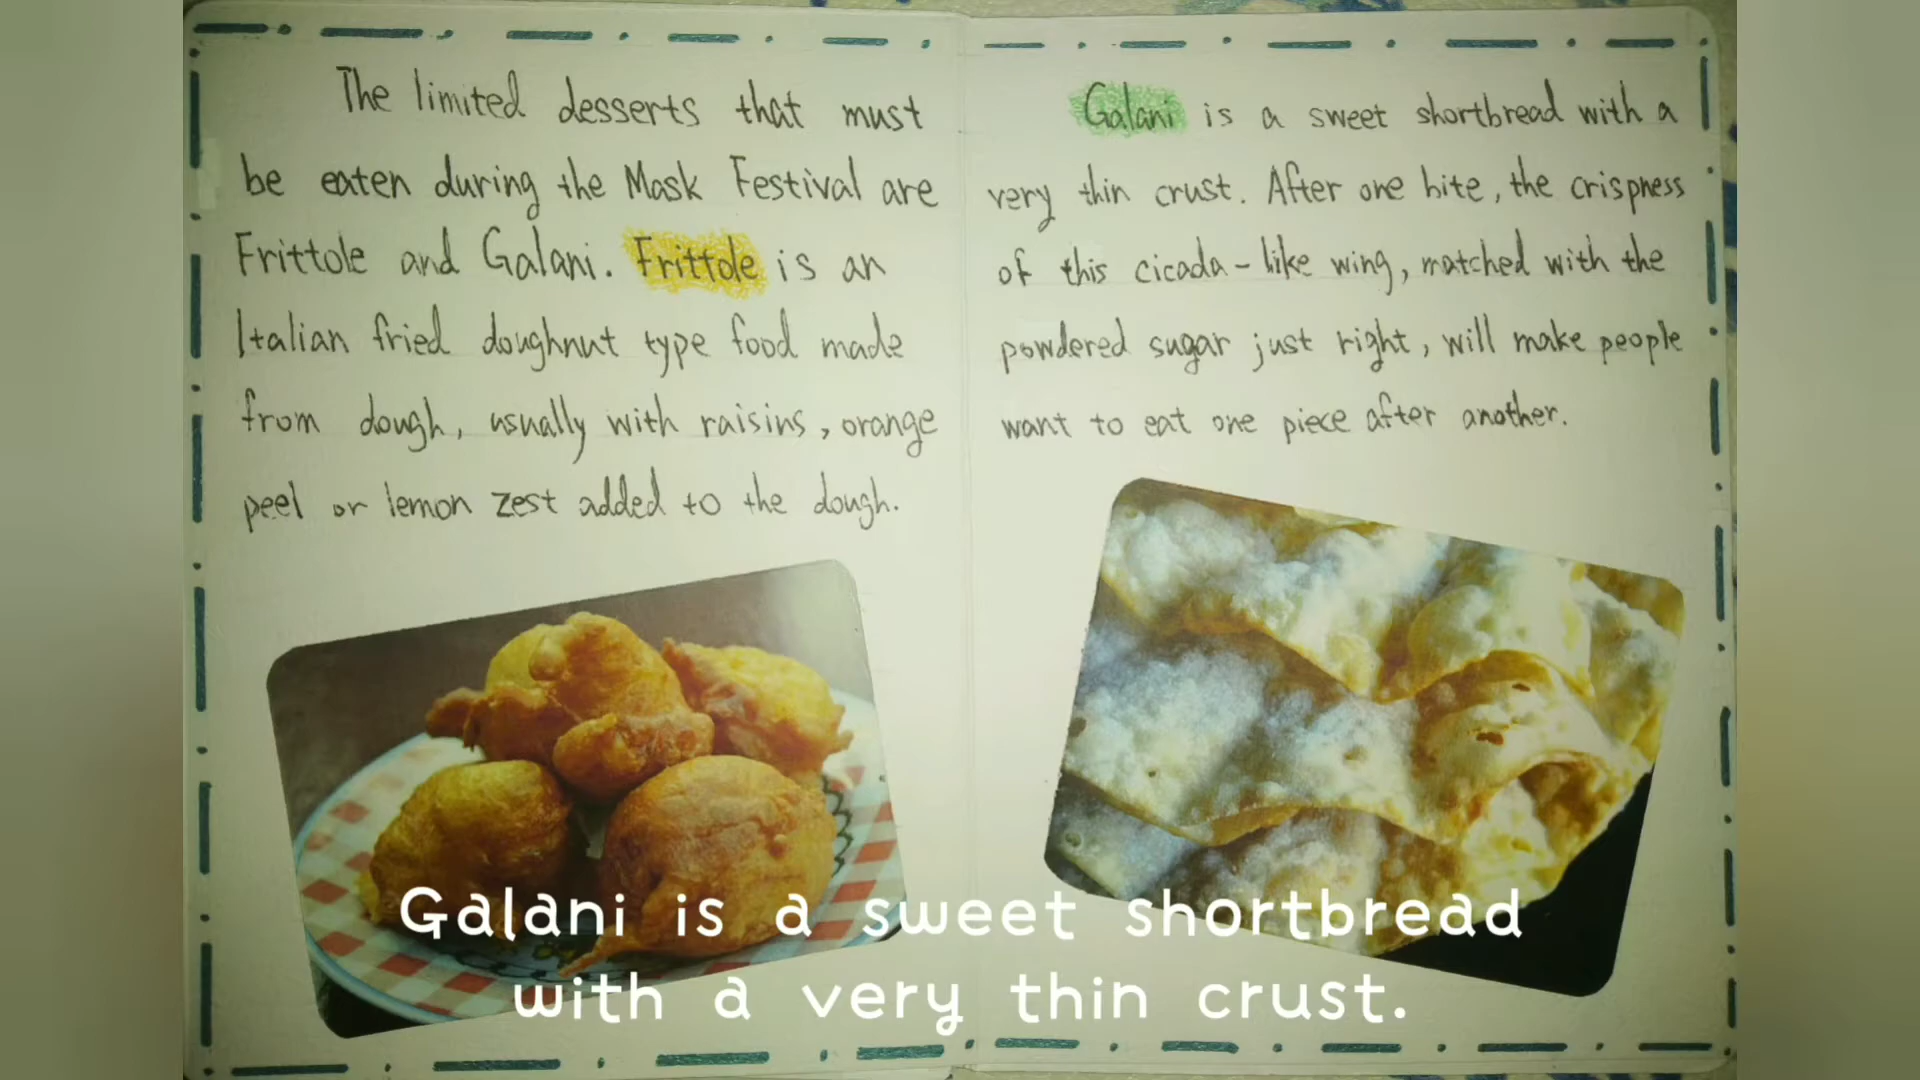 The limited desserts that must
be eaten during the Mask Festival are
Frittole and Galani. Frittole is an
Italian fried doughnut type food made
from dough, usually with raisins, orange
peel or lemon zest added to the dough.
Galani is a sweet shortbread with a
very thin crust. After one bite, the crispness
of this cicada-like wing, matched with the
powdered sugar just right, will make people
want to eat one piece after another.
Galani is a sweet shortbread
with a very thin crust.